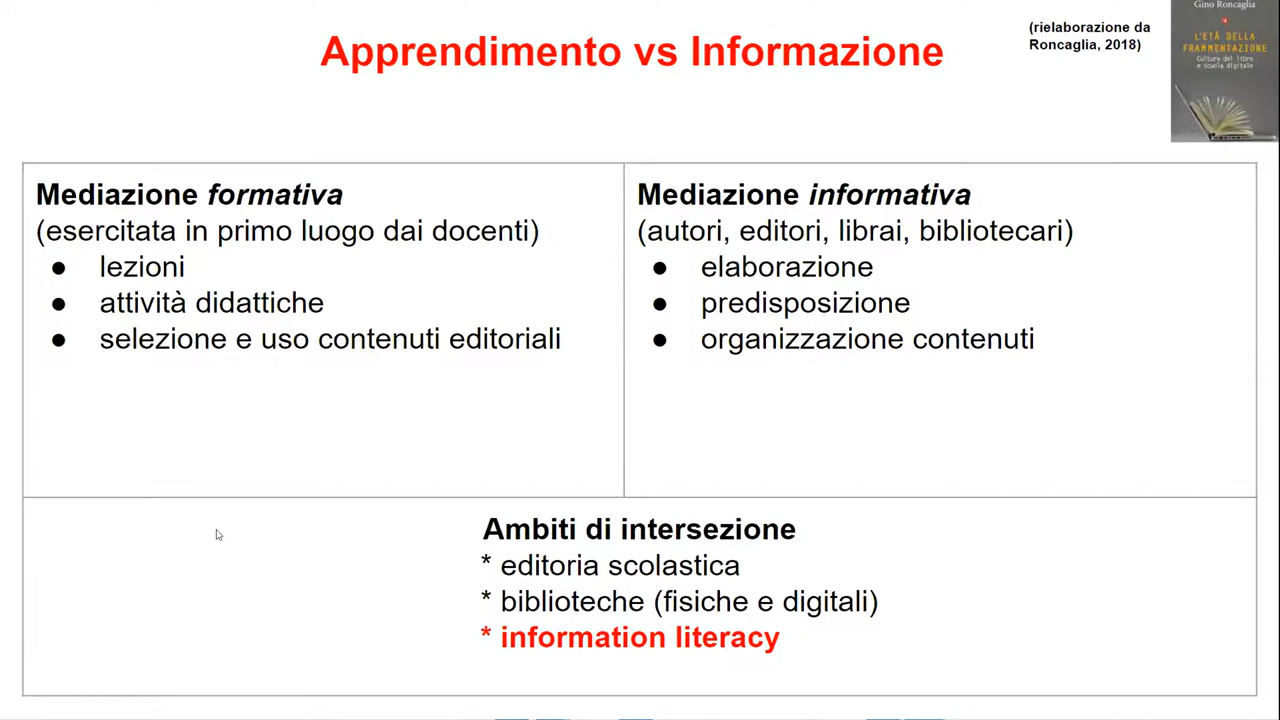 Apprendimento vs Informazione
(rielaborazione da
Roncaglia, 2018)
Gino Roncaglia
L'ETÀ DELLA
FRAMMENTAZIONE
Cultura del libro
e scuola digitale
Mediazione formativa
(esercitata in primo luogo dai docenti)
● lezioni
● attività didattiche
● selezione e uso contenuti editoriali
Mediazione informativa
(autori, editori, librai, bibliotecari)
● elaborazione
● predisposizione
● organizzazione contenuti
Ambiti di intersezione
* editoria scolastica
* biblioteche (fisiche e digitali)
* information literacy